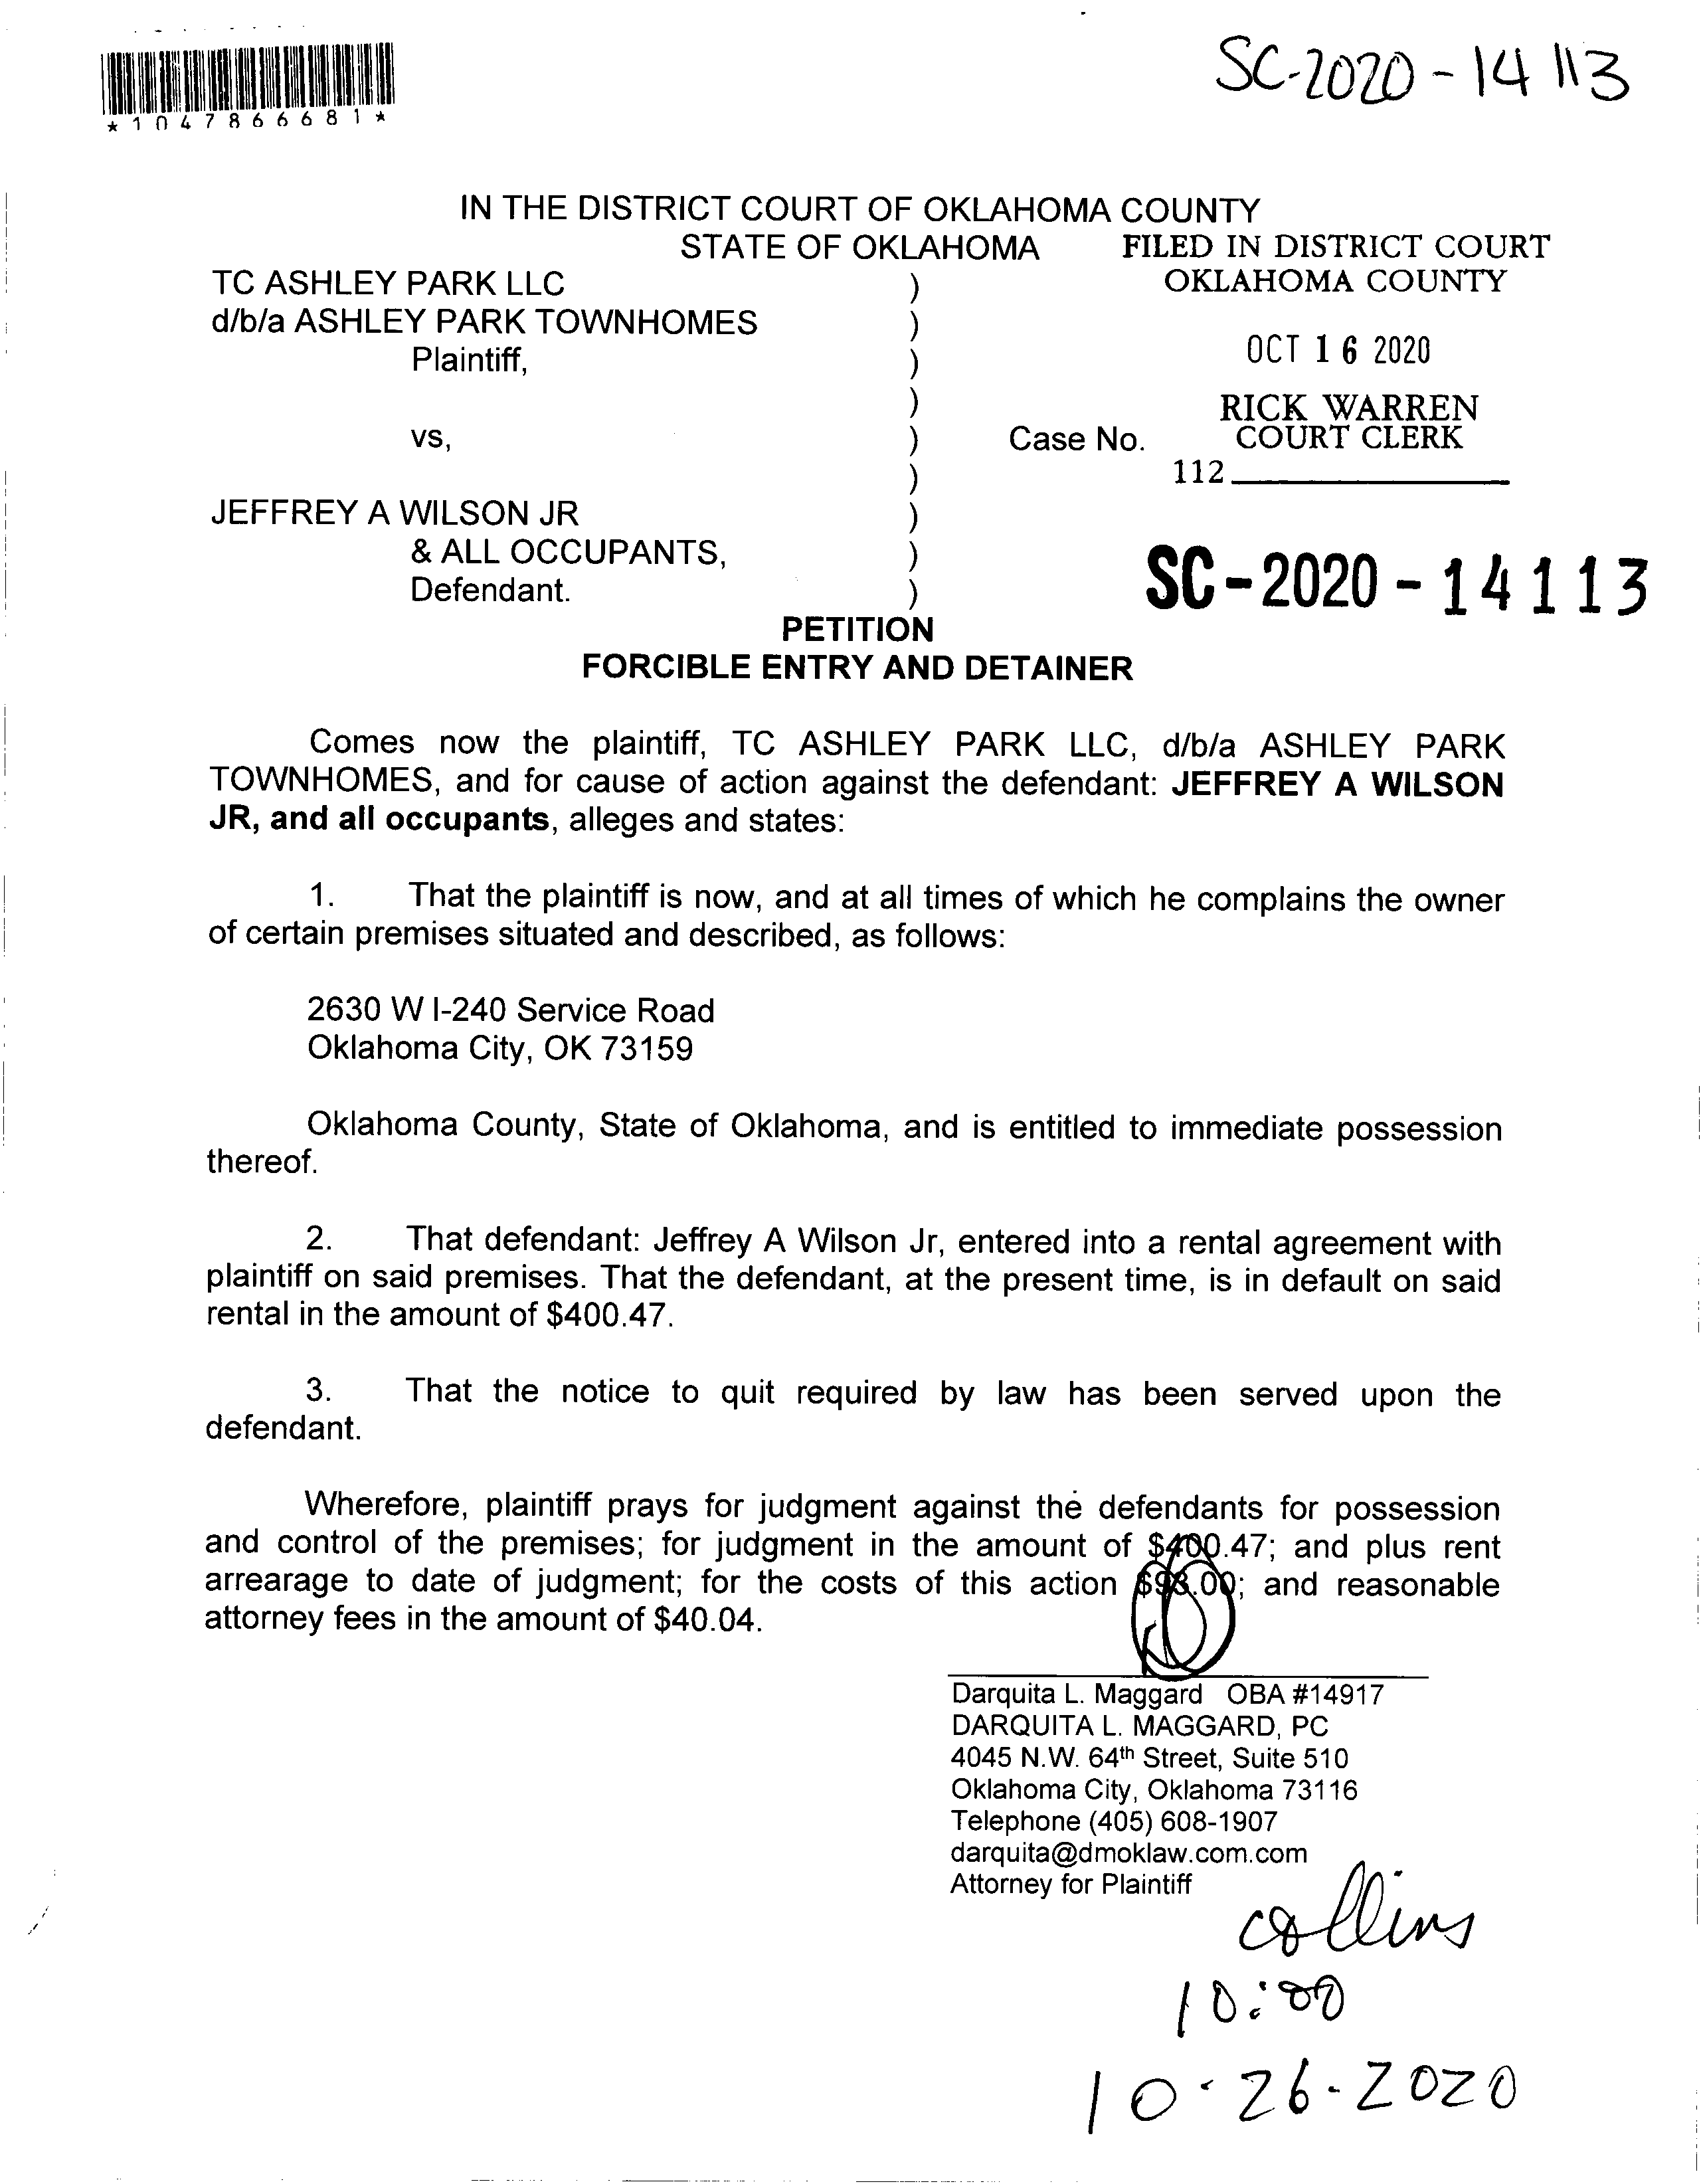 SC-2020-14113
*1047866681*
IN THE DISTRICT COURT OF OKLAHOMA COUNTY
STATE OF OKLAHOMA
FILED IN DISTRICT COURT
OKLAHOMA COUNTY
TC ASHLEY PARK LLC )
d/b/a ASHLEY PARK TOWNHOMES )
Plaintiff, )
OCT 16 2020
)
RICK WARREN
COURT CLERK
vs, ) Case No.
)
112
JEFFREY A WILSON JR )
& ALL OCCUPANTS, )
Defendant. )
SC-2020-14113
PETITION
FORCIBLE ENTRY AND DETAINER
Comes now the plaintiff, TC ASHLEY PARK LLC, d/b/a ASHLEY PARK
TOWNHOMES, and for cause of action against the defendant: JEFFREY A WILSON
JR, and all occupants, alleges and states:
1. That the plaintiff is now, and at all times of which he complains the owner
of certain premises situated and described, as follows:
2630 W I-240 Service Road
Oklahoma City, OK 73159
Oklahoma County, State of Oklahoma, and is entitled to immediate possession
thereof.
2. That defendant: Jeffrey A Wilson Jr, entered into a rental agreement with
plaintiff on said premises. That the defendant, at the present time, is in default on said
rental in the amount of $400.47.
3. That the notice to quit required by law has been served upon the
defendant.
Wherefore, plaintiff prays for judgment against the defendants for possession
and control of the premises; for judgment in the amount of $400.47; and plus rent
arrearage to date of judgment; for the costs of this action $98.00; and reasonable
attorney fees in the amount of $40.04.
Darquita L. Maggard OBA #14917
DARQUITA L. MAGGARD, PC
4045 N.W. 64th Street, Suite 510
Oklahoma City, Oklahoma 73116
Telephone (405) 608-1907
darquita@dmoklaw.com.com
Attorney for Plaintiff
collins
10:00
10-26-2020